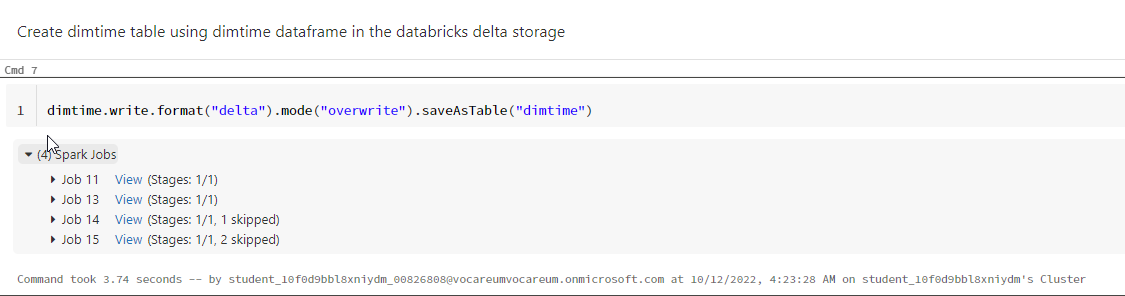 Create dimtime table using dimtime dataframe in the databricks delta storage
Cmd 7
1 dimtime.write.format("delta").mode("overwrite").saveAsTable("dimtime")
(4) Spark Jobs
Job 11 View (Stages: 1/1)
Job 13 View (Stages: 1/1)
Job 14 View (Stages: 1/1, 1 skipped)
Job 15 View (Stages: 1/1, 2 skipped)
Command took 3.74 seconds -- by student_10f0d9bbl8xniydm_00826808@vocareumvocareum.onmicrosoft.com at 10/12/2022, 4:23:28 AM on student_10f0d9bbl8xniydm's Cluster